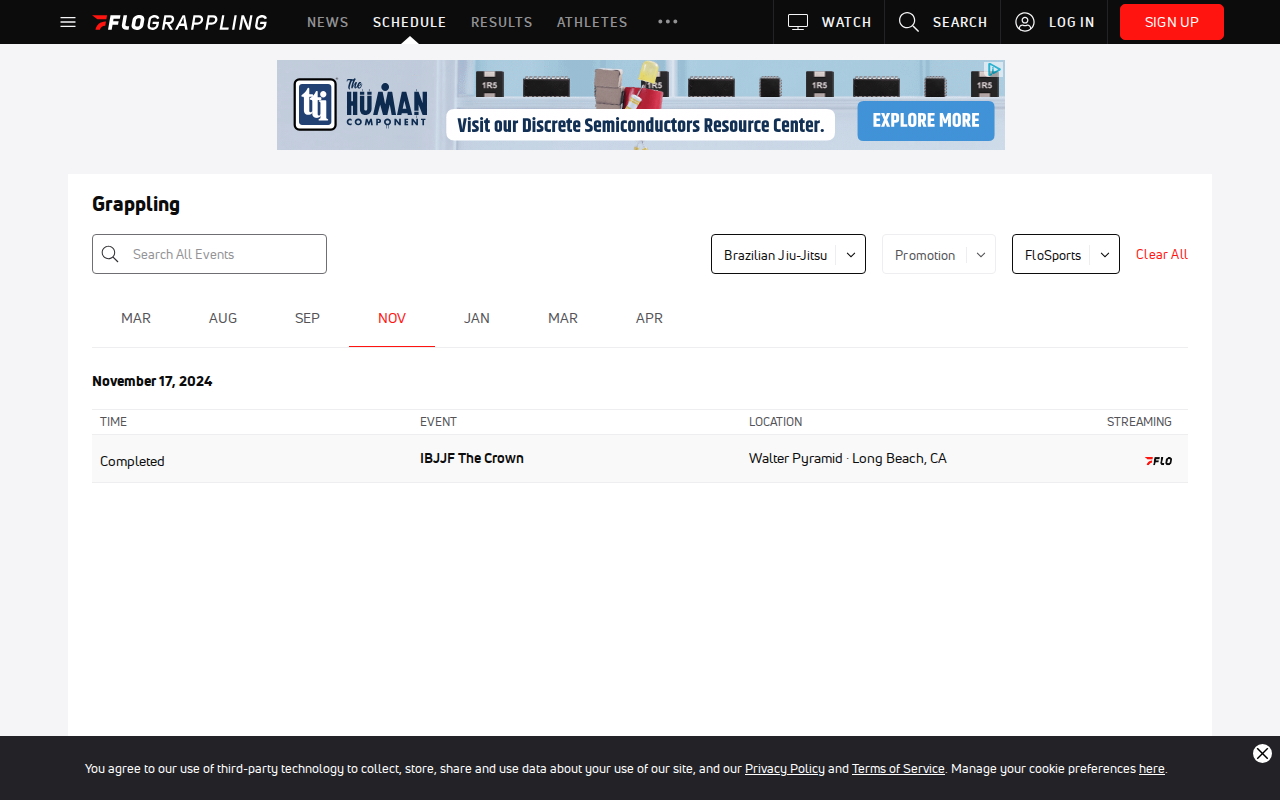 FLOGRAPPLING NEWS SCHEDULE RESULTS ATHLETES WATCH SEARCH LOG IN SIGN UP
1R5 1R5 1R5
tti The HUMAN COMPONENT
Visit our Discrete Semiconductors Resource Center. EXPLORE MORE
Grappling
Search All Events Brazilian Jiu-Jitsu Promotion FloSports Clear All
MAR AUG SEP NOV JAN MAR APR
November 17, 2024
TIME EVENT LOCATION STREAMING
Completed IBJJF The Crown Walter Pyramid · Long Beach, CA FLO
You agree to our use of third-party technology to collect, store, share and use data about your use of our site, and our Privacy Policy and Terms of Service. Manage your cookie preferences here.